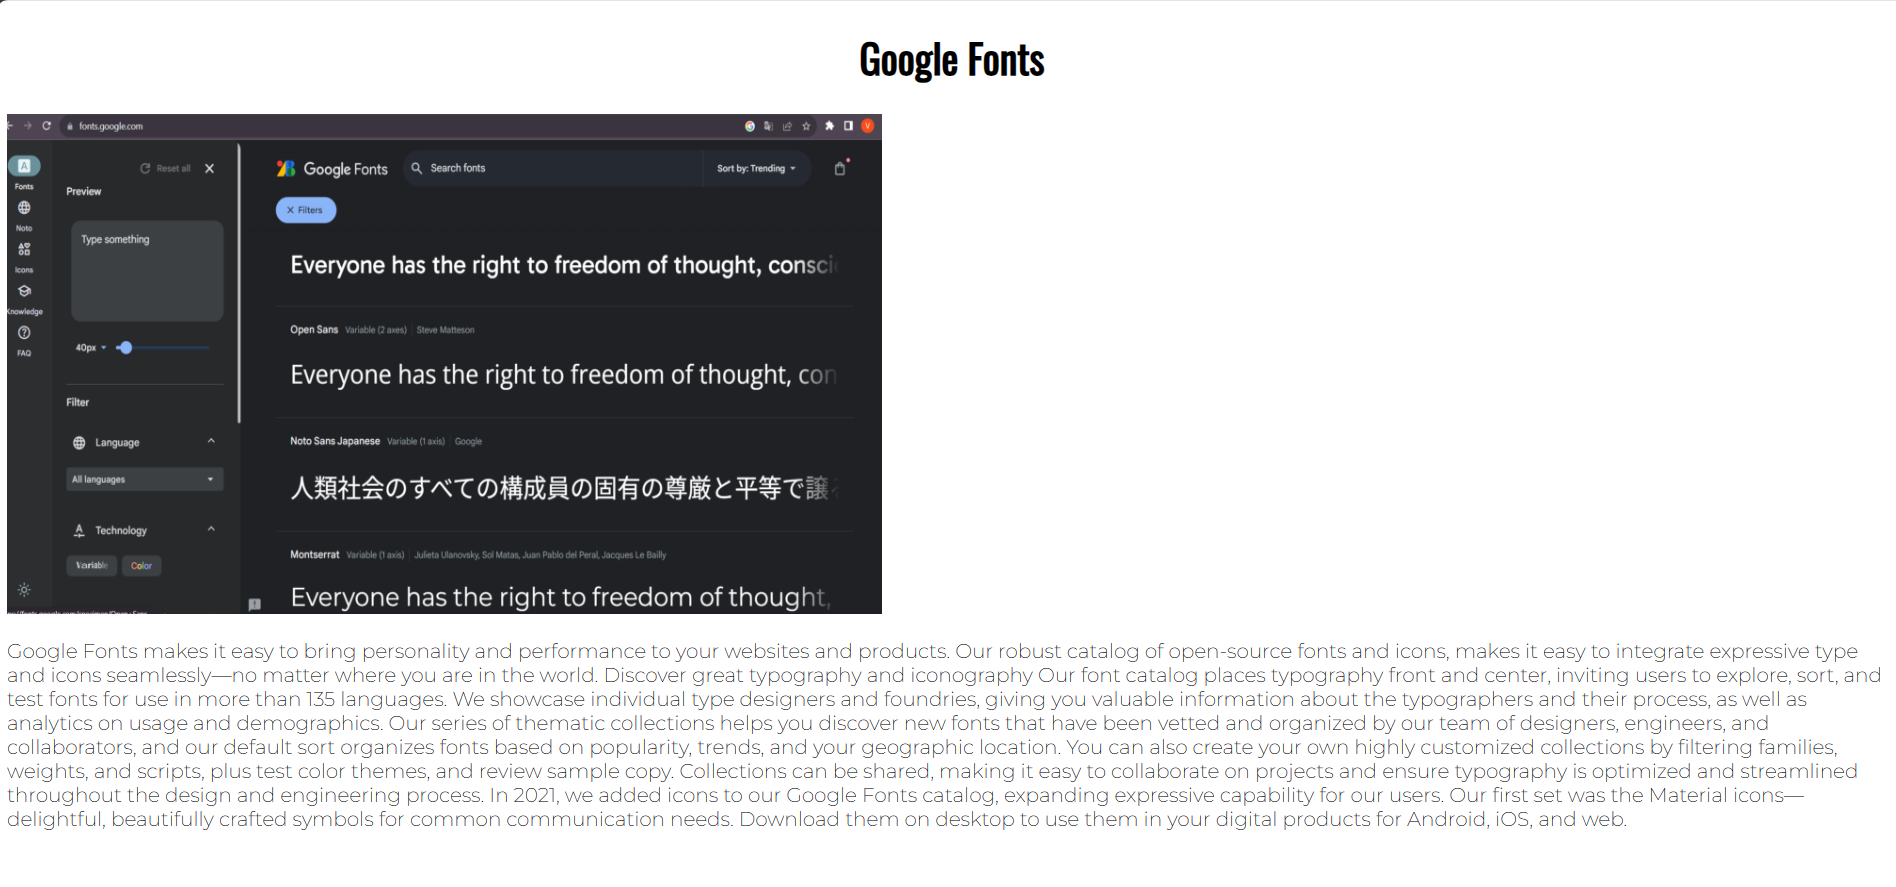 Google Fonts
fonts.google.com
V
A
Fonts
Noto
Icons
Knowledge
FAQ
Reset all
Preview
Type something
40px
Filter
Language
All languages
Technology
Variable Color
Google Fonts
Search fonts
Sort by: Trending
Filters
Everyone has the right to freedom of thought, consci
Open Sans Variable (2 axes) Steve Matteson
Everyone has the right to freedom of thought, con
Noto Sans Japanese Variable (1 axis) Google
人類社会のすべての構成員の固有の尊厳と平等で譲
Montserrat Variable (1 axis) Julieta Ulanovsky, Sol Matas, Juan Pablo del Peral, Jacques Le Bailly
Everyone has the right to freedom of thought,
Google Fonts makes it easy to bring personality and performance to your websites and products. Our robust catalog of open-source fonts and icons, makes it easy to integrate expressive type
and icons seamlessly—no matter where you are in the world. Discover great typography and iconography Our font catalog places typography front and center, inviting users to explore, sort, and
test fonts for use in more than 135 languages. We showcase individual type designers and foundries, giving you valuable information about the typographers and their process, as well as
analytics on usage and demographics. Our series of thematic collections helps you discover new fonts that have been vetted and organized by our team of designers, engineers, and
collaborators, and our default sort organizes fonts based on popularity, trends, and your geographic location. You can also create your own highly customized collections by filtering families,
weights, and scripts, plus test color themes, and review sample copy. Collections can be shared, making it easy to collaborate on projects and ensure typography is optimized and streamlined
throughout the design and engineering process. In 2021, we added icons to our Google Fonts catalog, expanding expressive capability for our users. Our first set was the Material icons—
delightful, beautifully crafted symbols for common communication needs. Download them on desktop to use them in your digital products for Android, iOS, and web.